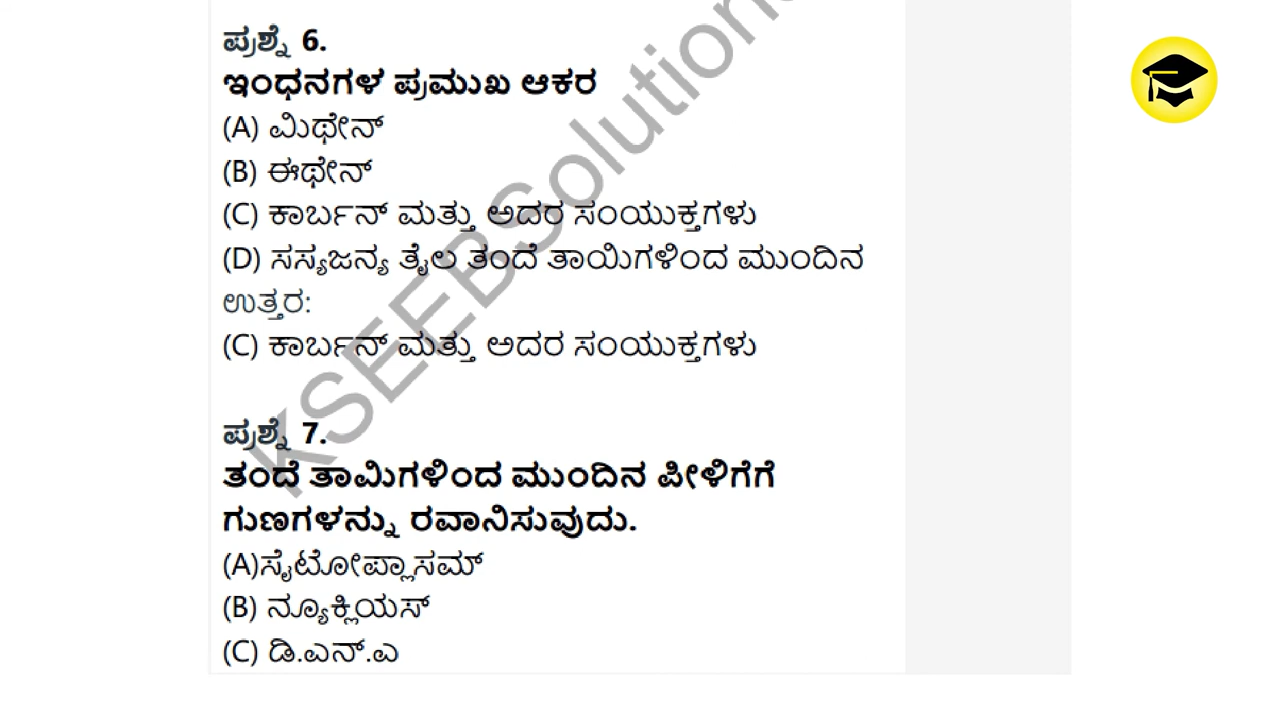 ಪ್ರಶ್ನೆ 6.
ಇಂಧನಗಳ ಪ್ರಮುಖ ಆಕರ
(A) ಮಿಥೇನ್
(B) ಈಥೇನ್
(C) ಕಾರ್ಬನ್ ಮತ್ತು ಅದರ ಸಂಯುಕ್ತಗಳು
(D) ಸಸ್ಯಜನ್ಯ ತೈಲ ತಂದೆ ತಾಯಿಗಳಿಂದ ಮುಂದಿನ
ಉತ್ತರ:
(C) ಕಾರ್ಬನ್ ಮತ್ತು ಅದರ ಸಂಯುಕ್ತಗಳು
ಪ್ರಶ್ನೆ 7.
ತಂದೆ ತಾಮಿಗಳಿಂದ ಮುಂದಿನ ಪೀಳಿಗೆಗೆ
ಗುಣಗಳನ್ನು ರವಾನಿಸುವುದು.
(A)ಸೈಟೋಪ್ಲಾಸಮ್
(B) ನ್ಯೂಕ್ಲಿಯಸ್
(C) ಡಿ.ಎನ್.ಎ
KSEEBSolution